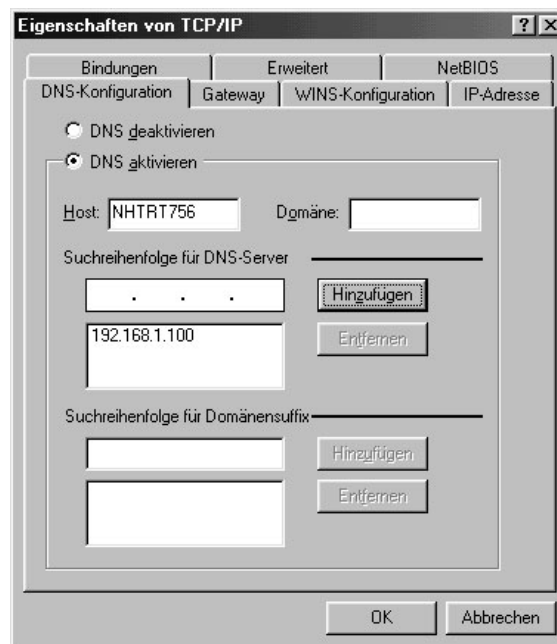 Eigenschaften von TCP/IP
Bindungen Erweitert NetBIOS
DNS-Konfiguration Gateway WINS-Konfiguration IP-Adresse
DNS deaktivieren
DNS aktivieren
Host: NHTRT756 Domäne:
Suchreihenfolge für DNS-Server
. . . Hinzufügen
192.168.1.100 Entfernen
Suchreihenfolge für Domänensuffix
Hinzufügen
Entfernen
OK Abbrechen